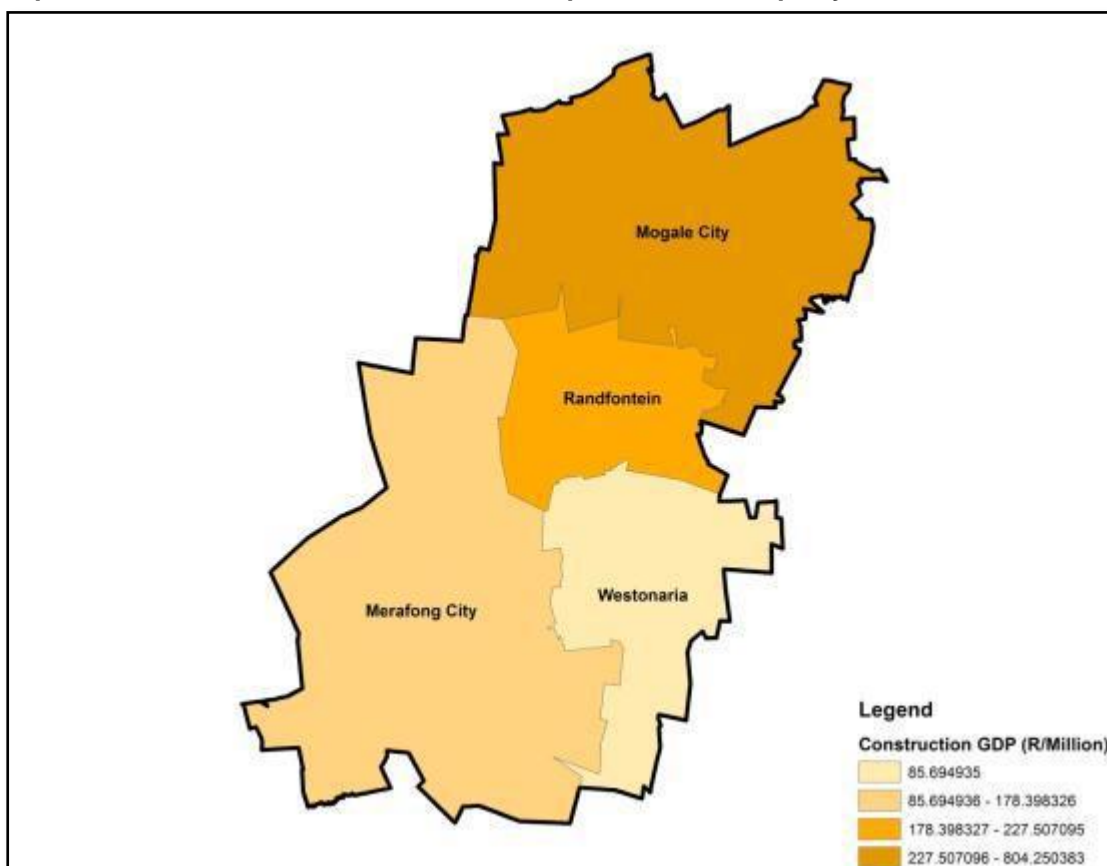 Mogale City
Randfontein
Westonaria
Merafong City
Legend
Construction GDP (R/Million)
85.694935
85.694936 - 178.398326
178.398327 - 227.507095
227.507096 - 804.250383